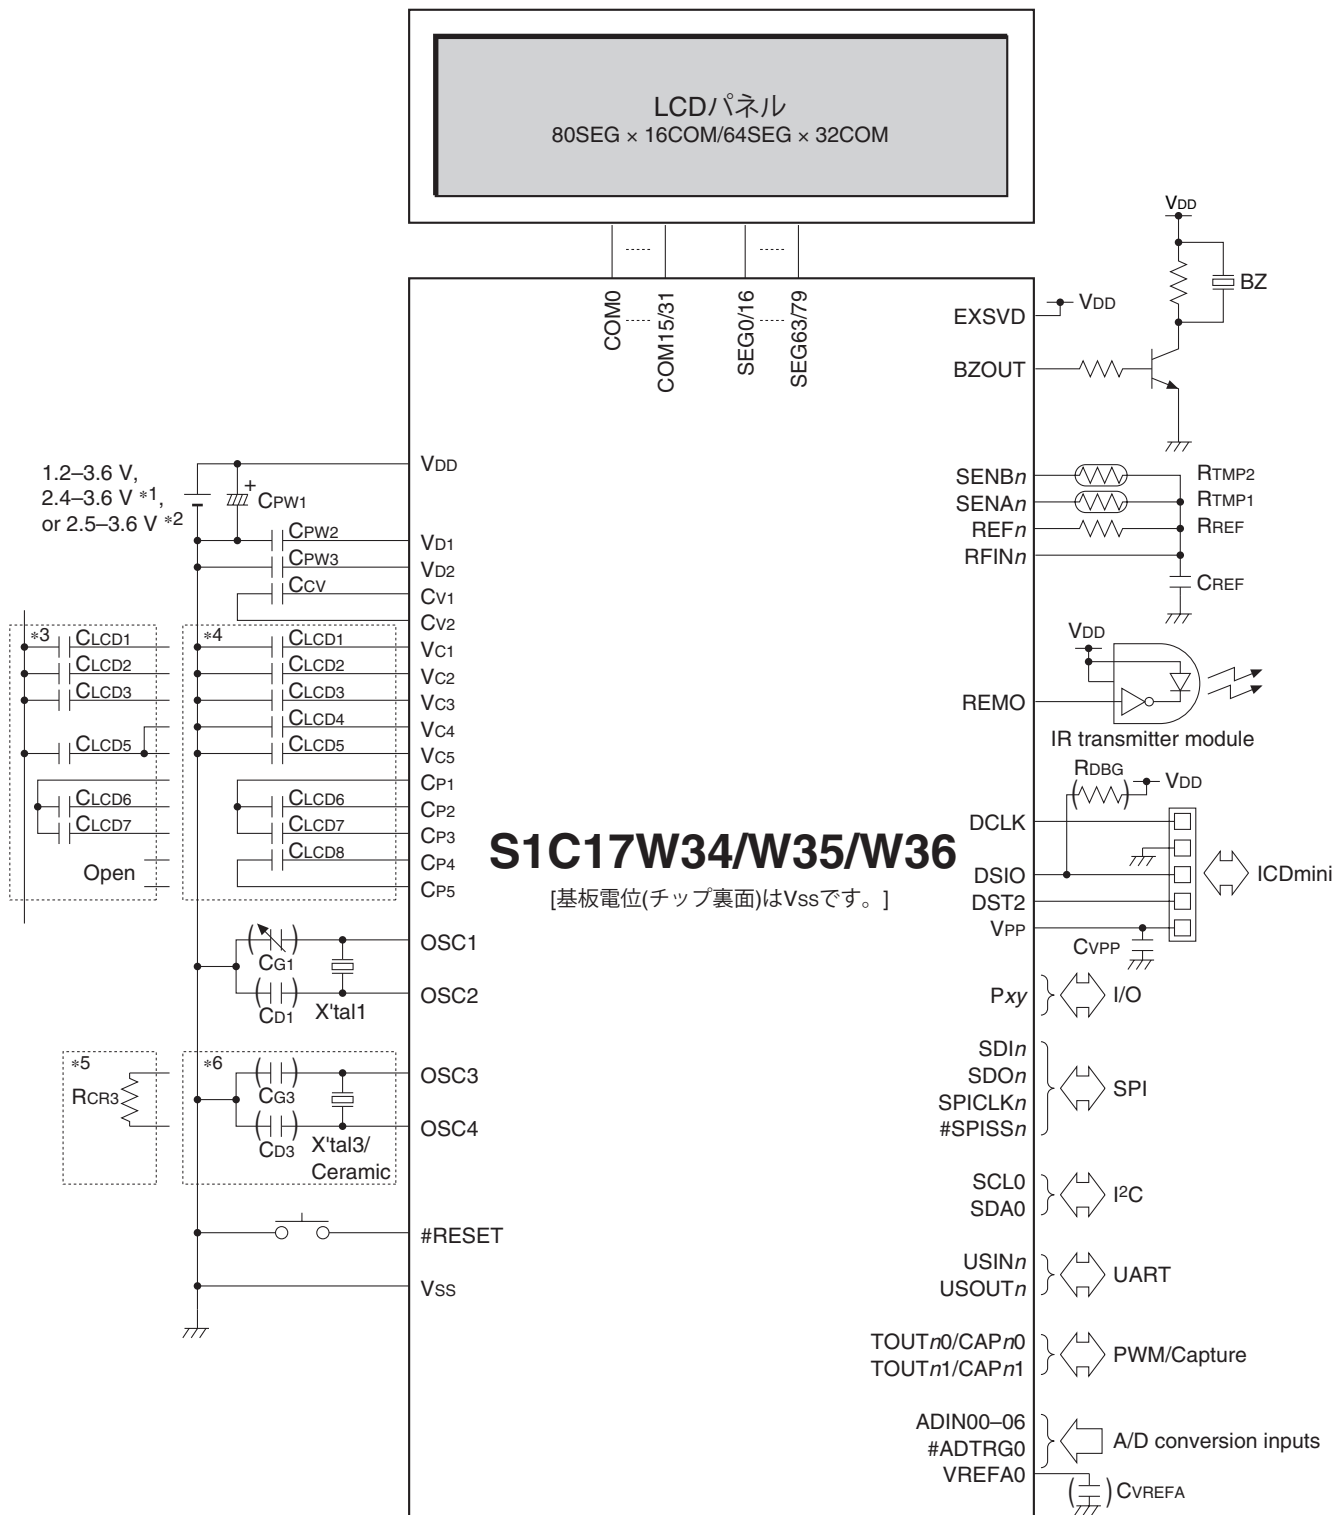 LCDパネル
80SEG × 16COM/64SEG × 32COM
COM0
COM15/31
SEG0/16
SEG63/79
VDD
BZ
EXSVD
VDD
BZOUT
1.2–3.6 V,
2.4–3.6 V *1,
or 2.5–3.6 V *2
+
CPW1
VDD
CPW2
VD1
CPW3
VD2
CCV
CV1
CV2
*3
CLCD1
CLCD2
CLCD3
CLCD5
CLCD6
CLCD7
Open
*4
CLCD1
VC1
CLCD2
VC2
CLCD3
VC3
CLCD4
VC4
CLCD5
VC5
CP1
CLCD6
CP2
CLCD7
CP3
CLCD8
CP4
CP5
S1C17W34/W35/W36
[基板電位(チップ裏面)はVSSです。]
CG1
OSC1
CD1
X'tal1
OSC2
*5
RCR3
*6
CG3
OSC3
CD3
X'tal3/
Ceramic
OSC4
#RESET
VSS
SENBn
RTMP2
SENAn
RTMP1
REFn
RREF
RFINn
CREF
VDD
REMO
IR transmitter module
RDBG
VDD
DCLK
DSIO
DST2
VPP
CVPP
ICDmini
Pxy
I/O
SDIn
SDOn
SPICLKn
#SPISSn
SPI
SCL0
SDA0
I2C
USINn
USOUTn
UART
TOUTn0/CAPn0
TOUTn1/CAPn1
PWM/Capture
ADIN00–06
#ADTRG0
VREFA0
A/D conversion inputs
CVREFA